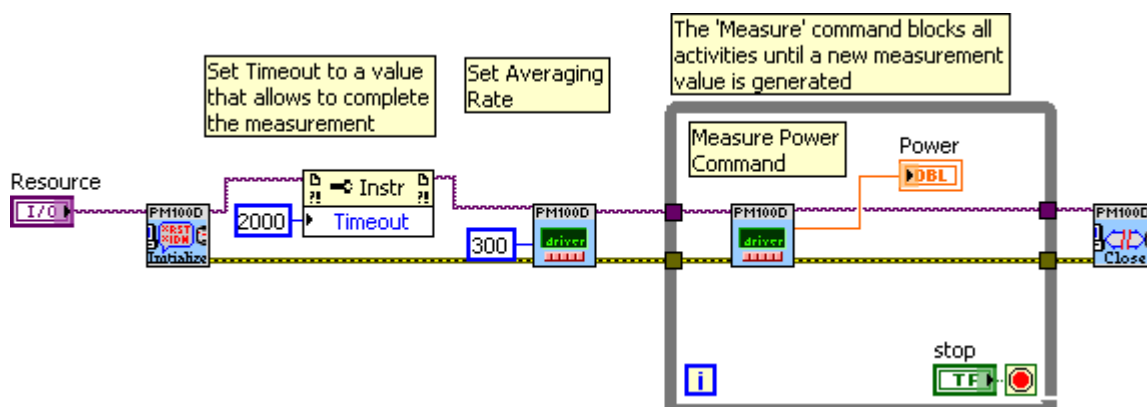 The 'Measure' command blocks all
activities until a new measurement
value is generated
Set Timeout to a value
that allows to complete
the measurement
Set Averaging
Rate
Measure Power
Command
Power
DBL
Resource
I/O
PM100D
*RST
*IDN
Initialize
Instr
2000
Timeout
300
PM100D
driver
PM100D
driver
PM100D
Close
i
stop
TF